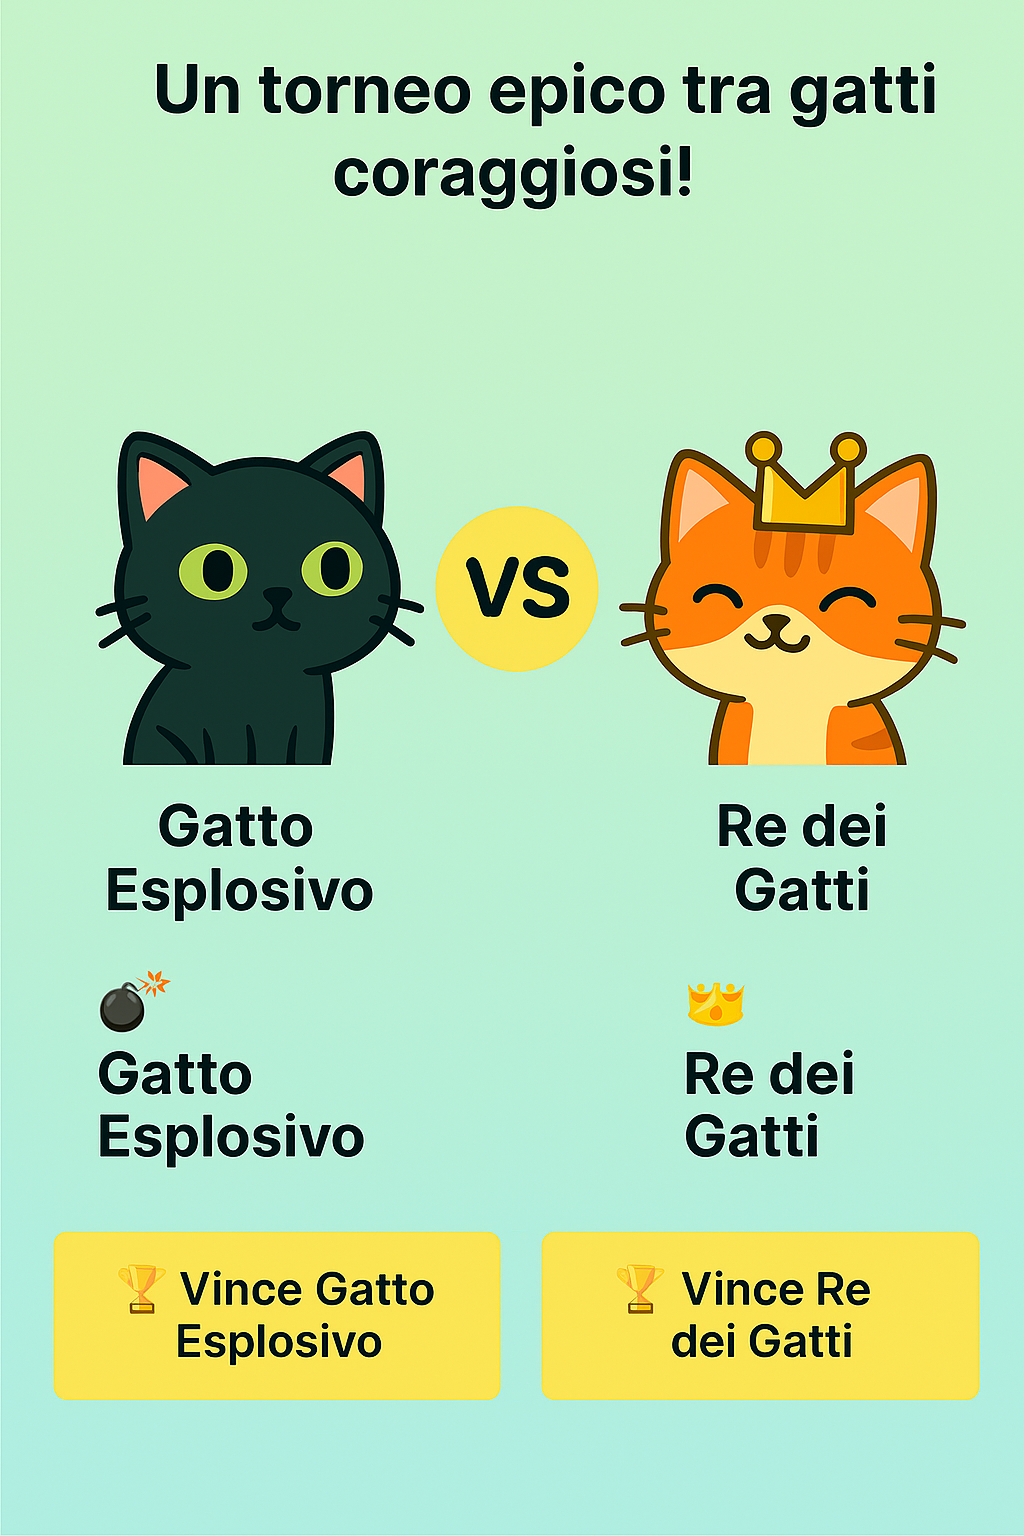 Un torneo epico tra gatti
coraggiosi!
VS
Gatto
Esplosivo
Re dei
Gatti
Gatto
Esplosivo
Re dei
Gatti
Vince Gatto
Esplosivo
Vince Re
dei Gatti